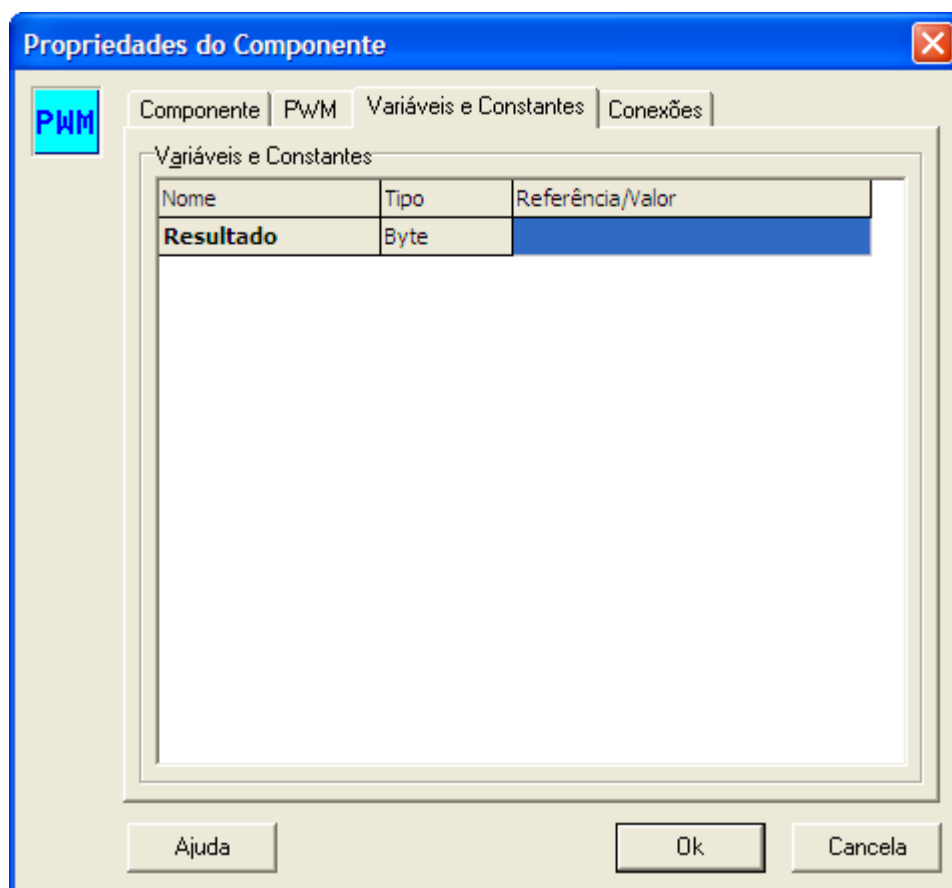 Propriedades do Componente
PWM
Componente PWM Variáveis e Constantes Conexões
Variáveis e Constantes
Nome Tipo Referência/Valor
Resultado Byte
Ajuda Ok Cancela